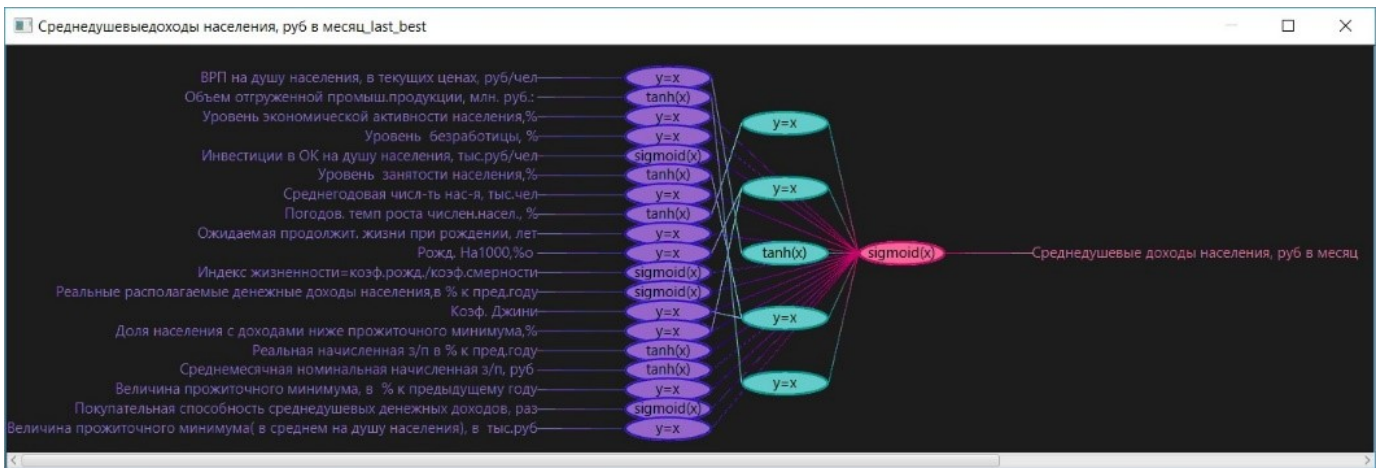 Среднедушевыедоходы населения, руб в месяц_last_best
ВРП на душу населения, в текущих ценах, руб/чел
y=x
Объем отгруженной промыш.продукции, млн. руб.:
tanh(x)
Уровень экономической активности населения,%
y=x
y=x
Уровень безработицы, %
y=x
Инвестиции в ОК на душу населения, тыс.руб/чел
sigmoid(x)
Уровень занятости населения,%
tanh(x)
y=x
Среднегодовая числ-ть нас-я, тыс.чел
y=x
Погодов. темп роста числен.насел., %
tanh(x)
Ожидаемая продолжит. жизни при рождении, лет
y=x
Рожд. На1000,%о
y=x
tanh(x)
sigmoid(x)
Среднедушевые доходы населения, руб в месяц
Индекс жизненности=коэф.рожд./коэф.смерности
sigmoid(x)
Реальные располагаемые денежные доходы населения,в % к пред.году
sigmoid(x)
Коэф. Джини
y=x
y=x
Доля населения с доходами ниже прожиточного минимума,%
y=x
Реальная начисленная з/п в % к пред.году
tanh(x)
Среднемесячная номинальная начисленная з/п, руб
tanh(x)
y=x
Величина прожиточного минимума, в % к предыдущему году
y=x
Покупательная способность среднедушевых денежных доходов, раз
sigmoid(x)
Величина прожиточного минимума( в среднем на душу населения), в тыс.руб
y=x